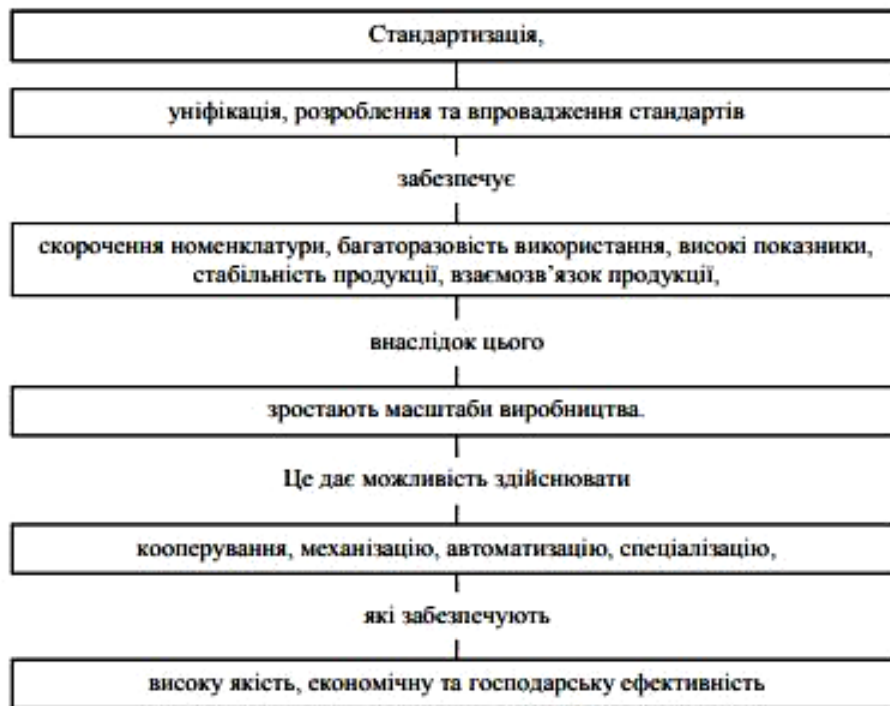 Стандартизація,
уніфікація, розроблення та впровадження стандартів
забезпечує
скорочення номенклатури, багаторазовість використання, високі показники,
стабільність продукції, взаємозв’язок продукції,
внаслідок цього
зростають масштаби виробництва.
Це дає можливість здійснювати
кооперування, механізацію, автоматизацію, спеціалізацію,
які забезпечують
високу якість, економічну та господарську ефективність